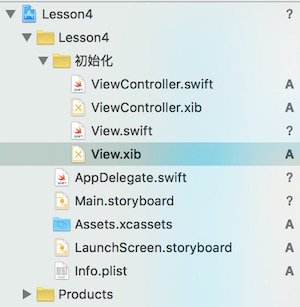 Lesson4 ?
Lesson4
初始化
ViewController.swift A
ViewController.xib A
View.swift ?
View.xib A
AppDelegate.swift ?
Main.storyboard ?
Assets.xcassets A
LaunchScreen.storyboard A
Info.plist A
Products